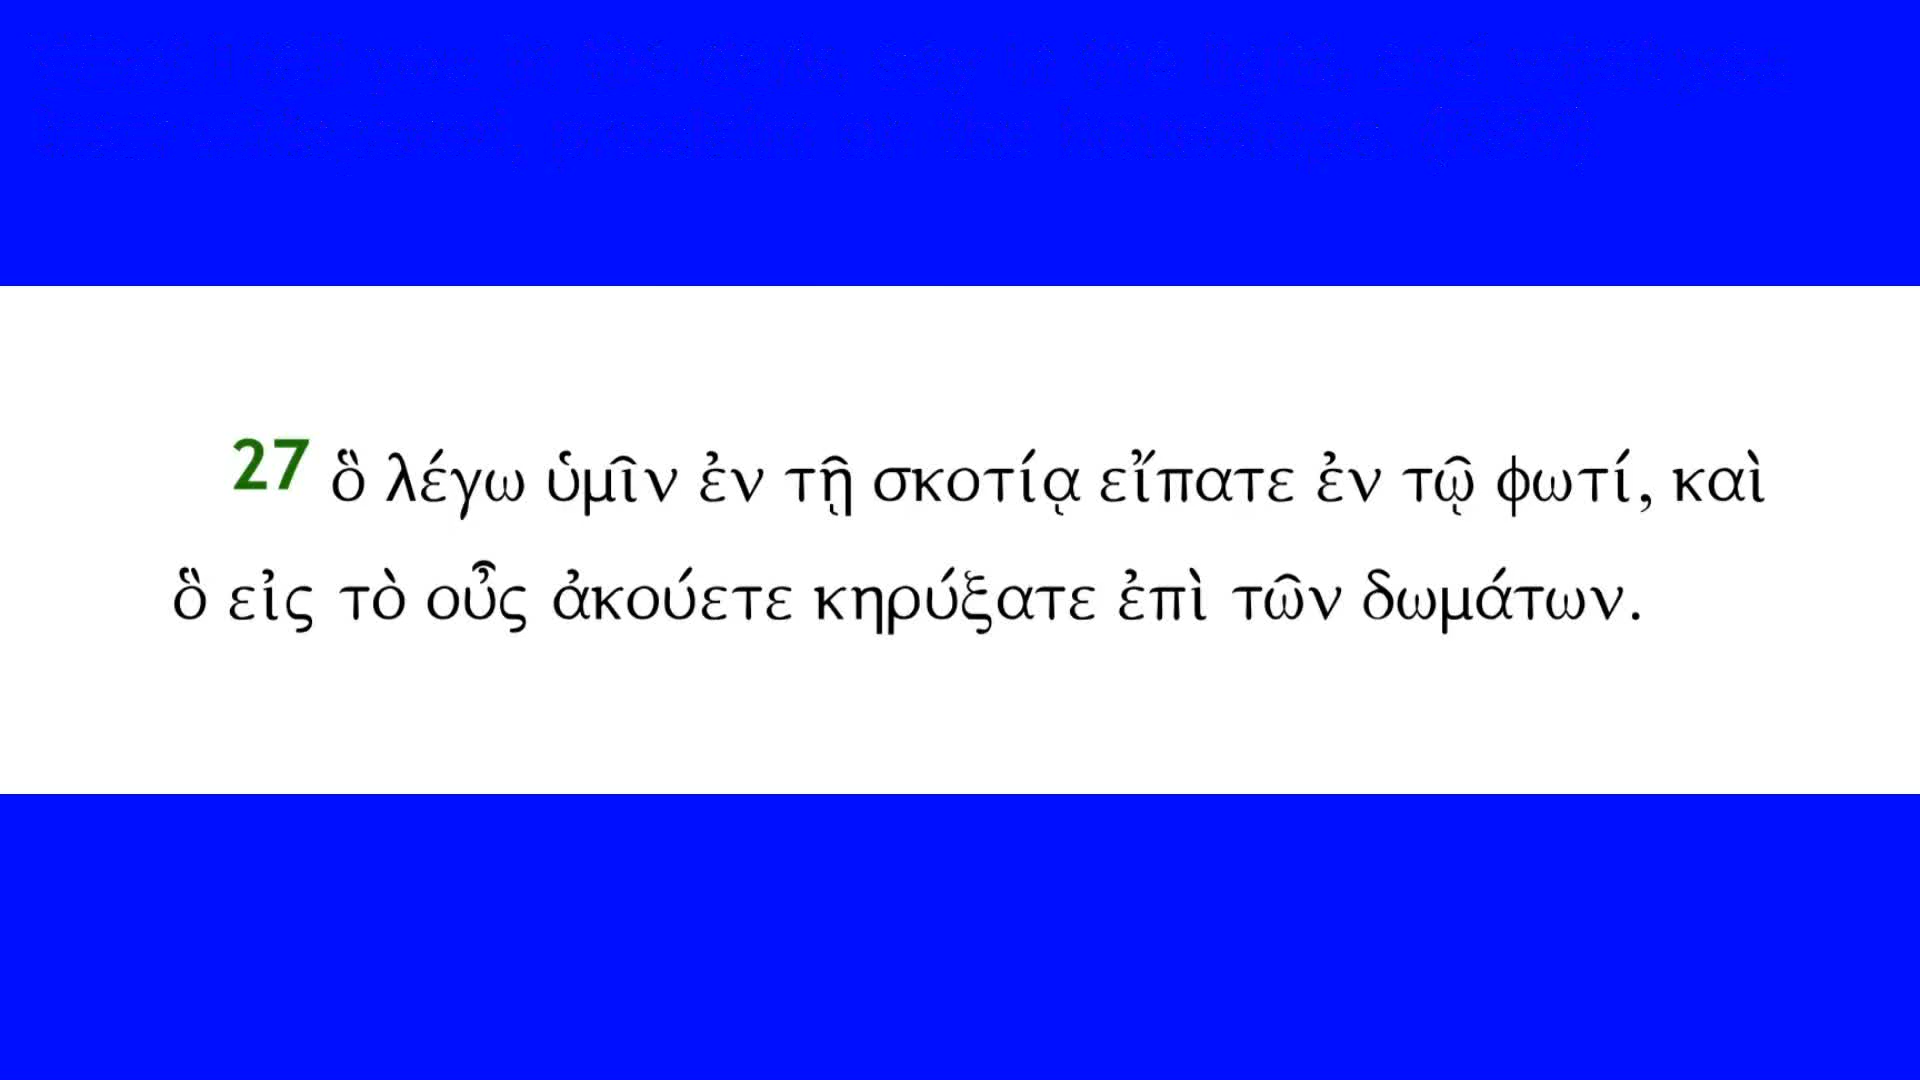 27 ὃ λέγω ὑμῖν ἐν τῇ σκοτίᾳ εἴπατε ἐν τῷ φωτί, καὶ
ὃ εἰς τὸ οὖς ἀκούετε κηρύξατε ἐπὶ τῶν δωμάτων.